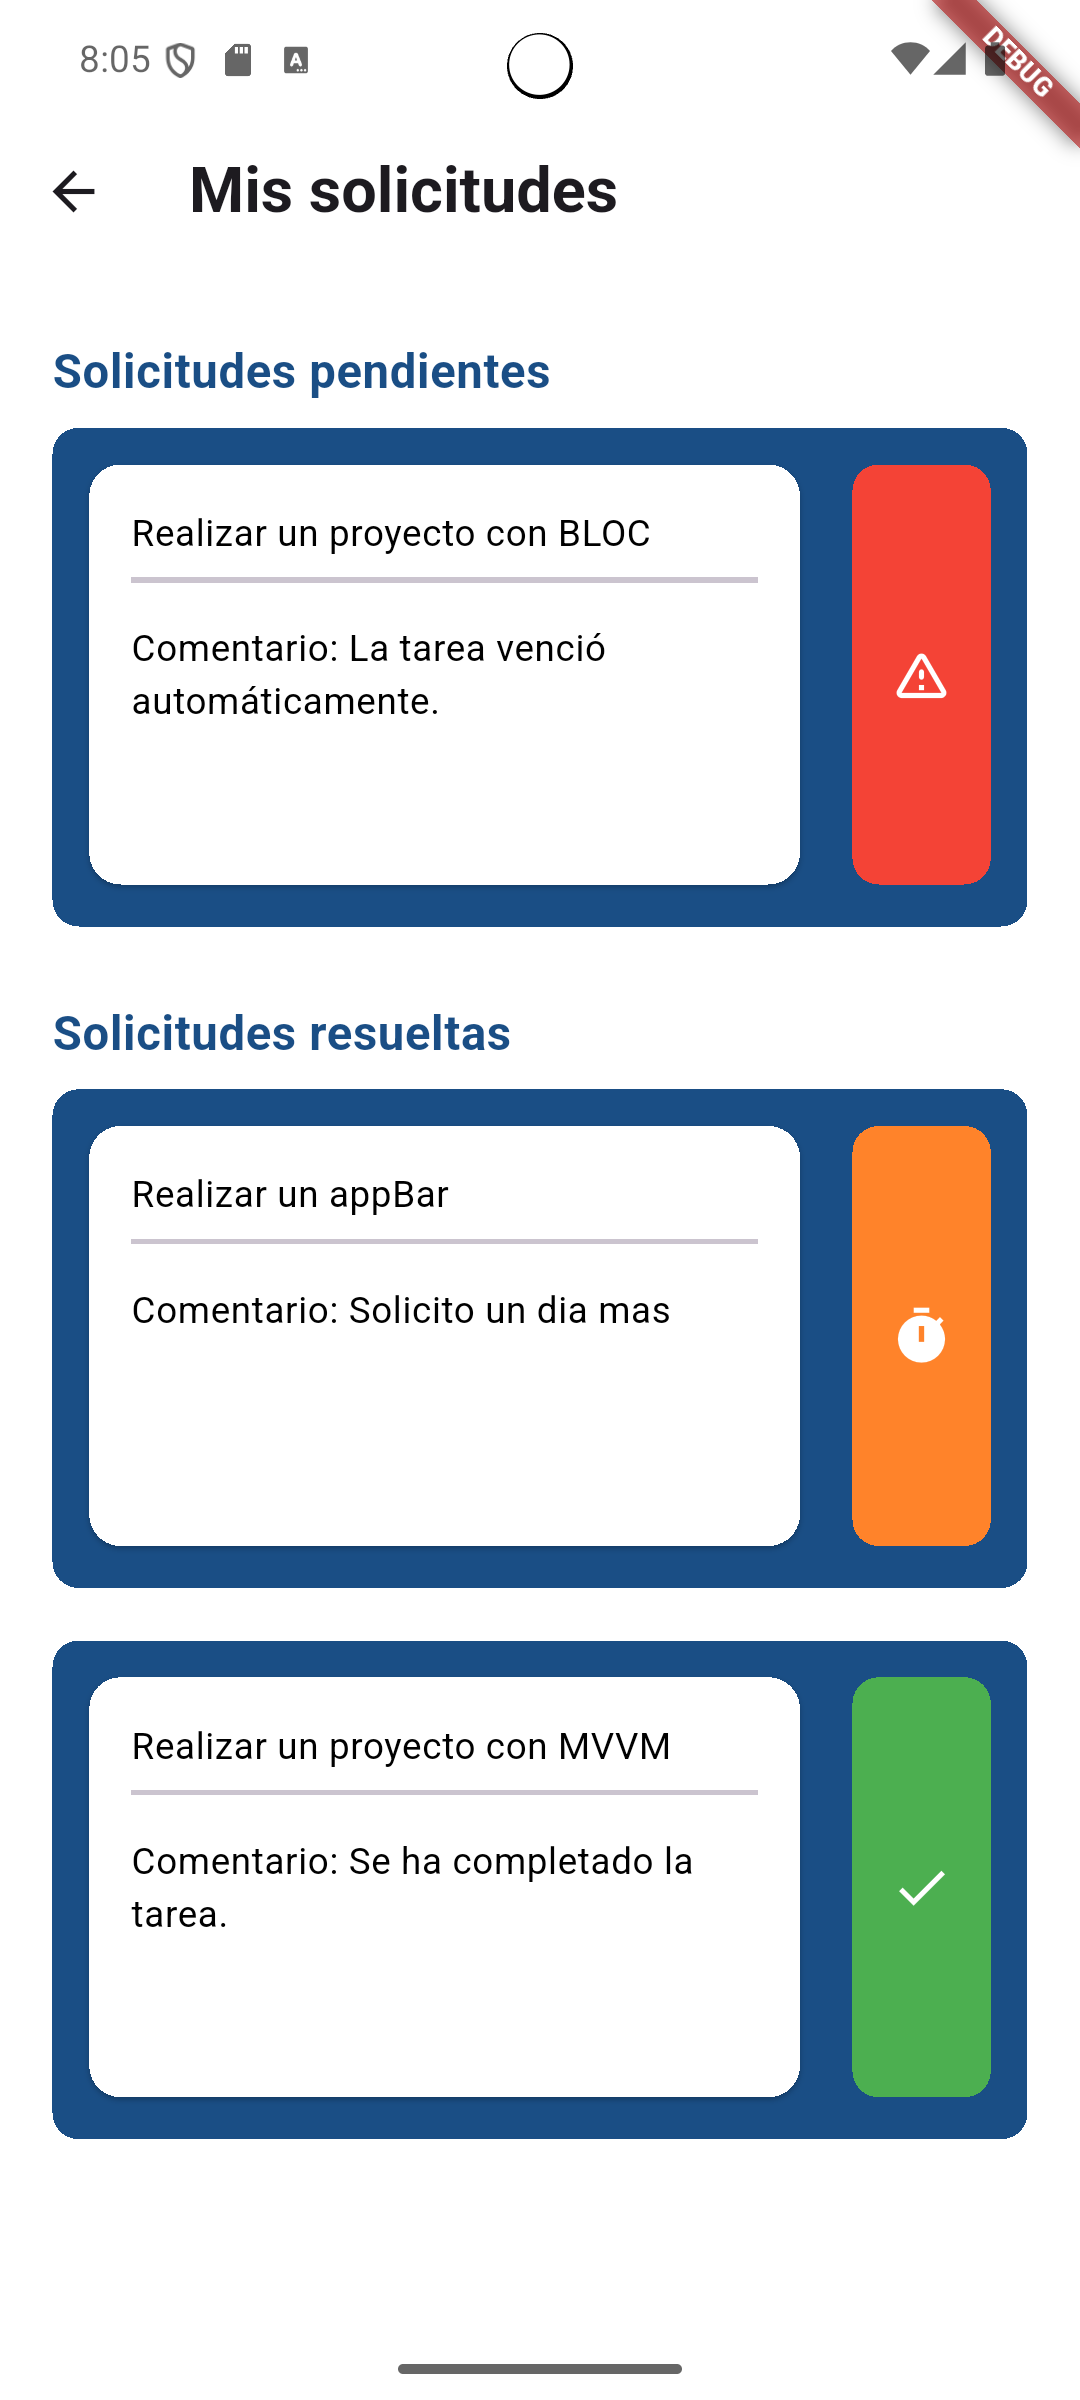 8:05
A
DEBUG
Mis solicitudes
Solicitudes pendientes
Realizar un proyecto con BLOC
Comentario: La tarea venció
automáticamente.
Solicitudes resueltas
Realizar un appBar
Comentario: Solicito un dia mas
Realizar un proyecto con MVVM
Comentario: Se ha completado la
tarea.